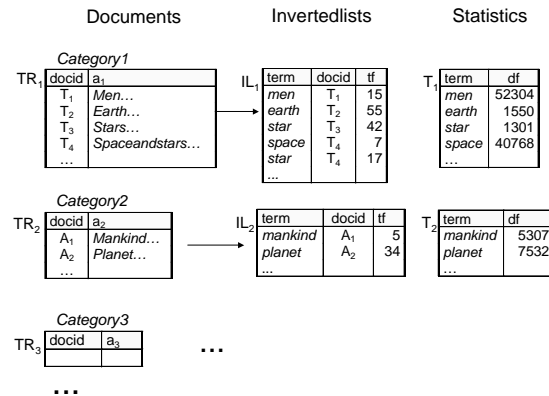 Documents Invertedlists Statistics
Category1
TR1 docid a1
T1 Men…
T2 Earth…
T3 Stars…
T4 Spaceandstars…
…
IL1 term docid tf
men T1 15
earth T2 55
star T3 42
space T4 7
star T4 17
...
T1 term df
men 52304
earth 1550
star 1301
space 40768
…
Category2
TR2 docid a2
A1 Mankind…
A2 Planet…
…
IL2 term docid tf
mankind A1 5
planet A2 34
...
T2 term df
mankind 5307
planet 7532
...
Category3
TR3 docid a3
...
...